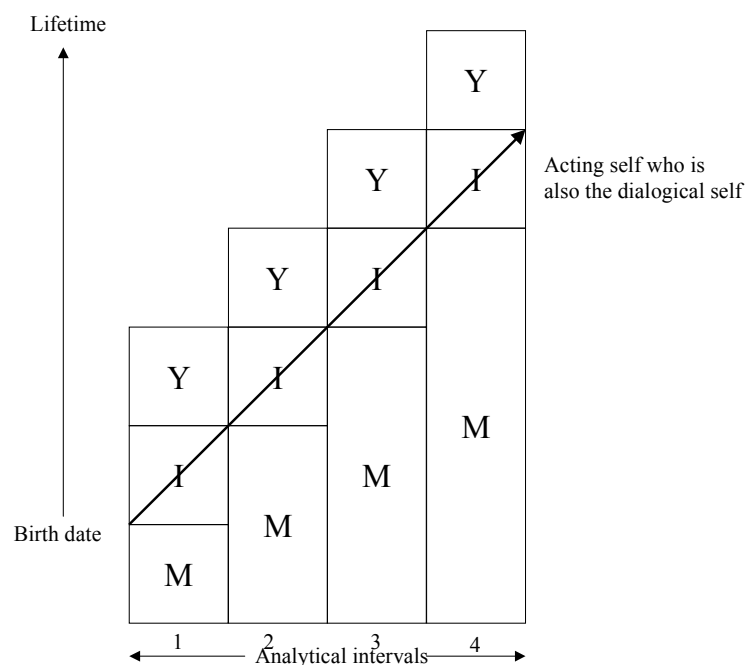 Lifetime
Y
Y
I
Acting self who is
also the dialogical self
Y
I
Y
I
M
I
M
Birth date
M
M
1 2 3 4
Analytical intervals